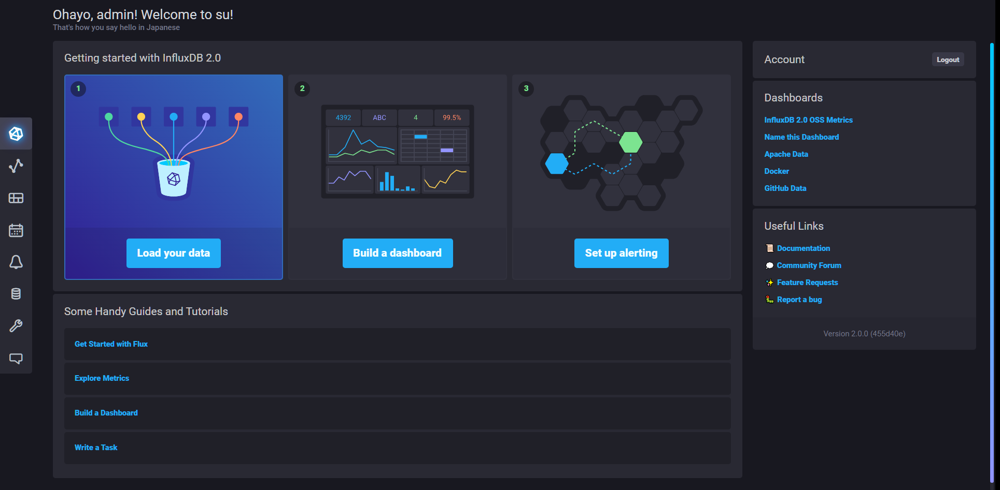 Ohayo, admin! Welcome to su!
That's how you say hello in Japanese
Getting started with InfluxDB 2.0
1
Load your data
2
4392 ABC 4 99.5%
Build a dashboard
3
Set up alerting
Some Handy Guides and Tutorials
Get Started with Flux
Explore Metrics
Build a Dashboard
Write a Task
Account
Logout
Dashboards
InfluxDB 2.0 OSS Metrics
Name this Dashboard
Apache Data
Docker
GitHub Data
Useful Links
Documentation
Community Forum
Feature Requests
Report a bug
Version 2.0.0 (455d40e)